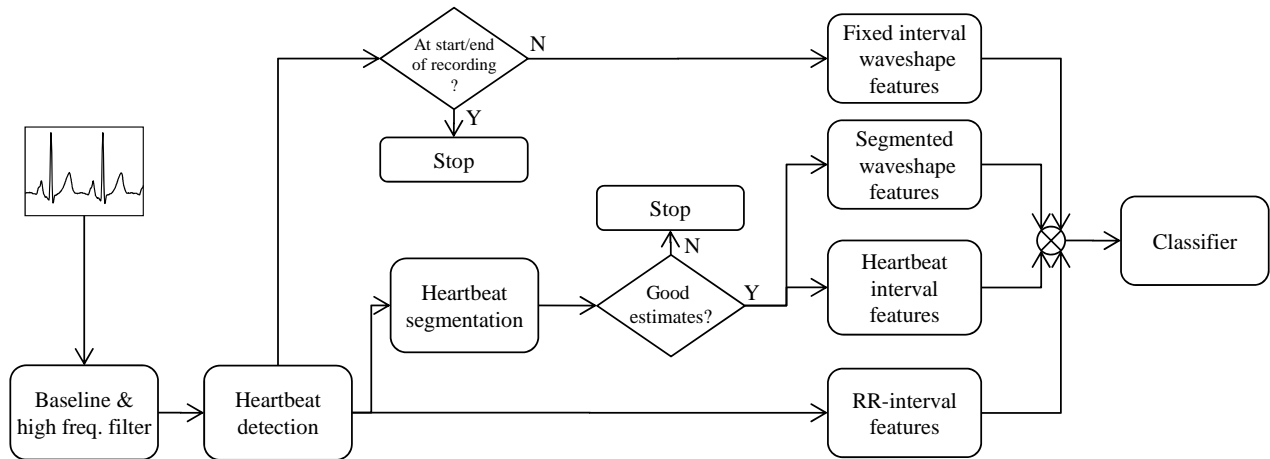 At start/end
of recording
?
N
Y
Stop
Fixed interval
waveshape
features
Segmented
waveshape
features
Stop
N
Heartbeat
segmentation
Good
estimates?
Y
Heartbeat
interval
features
Classifier
Baseline &
high freq. filter
Heartbeat
detection
RR-interval
features